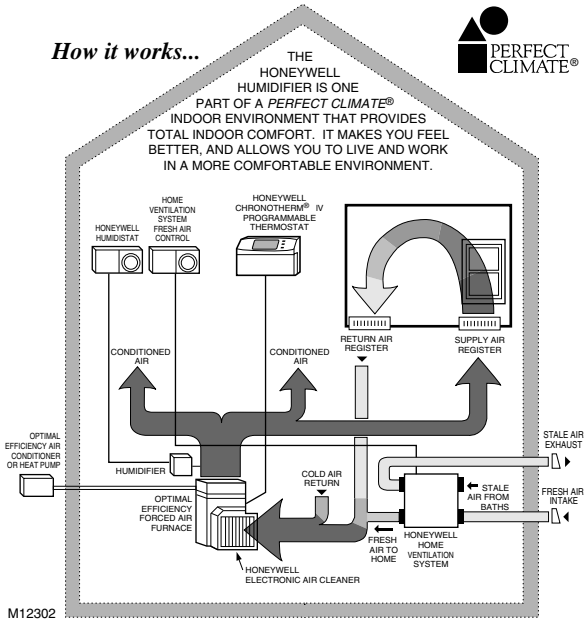 How it works...
PERFECT
CLIMATE®
THE
HONEYWELL
HUMIDIFIER IS ONE
PART OF A PERFECT CLIMATE®
INDOOR ENVIRONMENT THAT PROVIDES
TOTAL INDOOR COMFORT. IT MAKES YOU FEEL
BETTER, AND ALLOWS YOU TO LIVE AND WORK
IN A MORE COMFORTABLE ENVIRONMENT.
HONEYWELL
HUMIDISTAT
HOME
VENTILATION
SYSTEM
FRESH AIR
CONTROL
HONEYWELL
CHRONOTHERM® IV
PROGRAMMABLE
THERMOSTAT
RETURN AIR
REGISTER
SUPPLY AIR
REGISTER
CONDITIONED
AIR
CONDITIONED
AIR
OPTIMAL
EFFICIENCY AIR
CONDITIONER
OR HEAT PUMP
HUMIDIFIER
OPTIMAL
EFFICIENCY
FORCED AIR
FURNACE
COLD AIR
RETURN
STALE AIR
EXHAUST
STALE
AIR FROM
BATHS
FRESH AIR
INTAKE
FRESH
AIR TO
HOME
HONEYWELL
HOME
VENTILATION
SYSTEM
HONEYWELL
ELECTRONIC AIR CLEANER
M12302